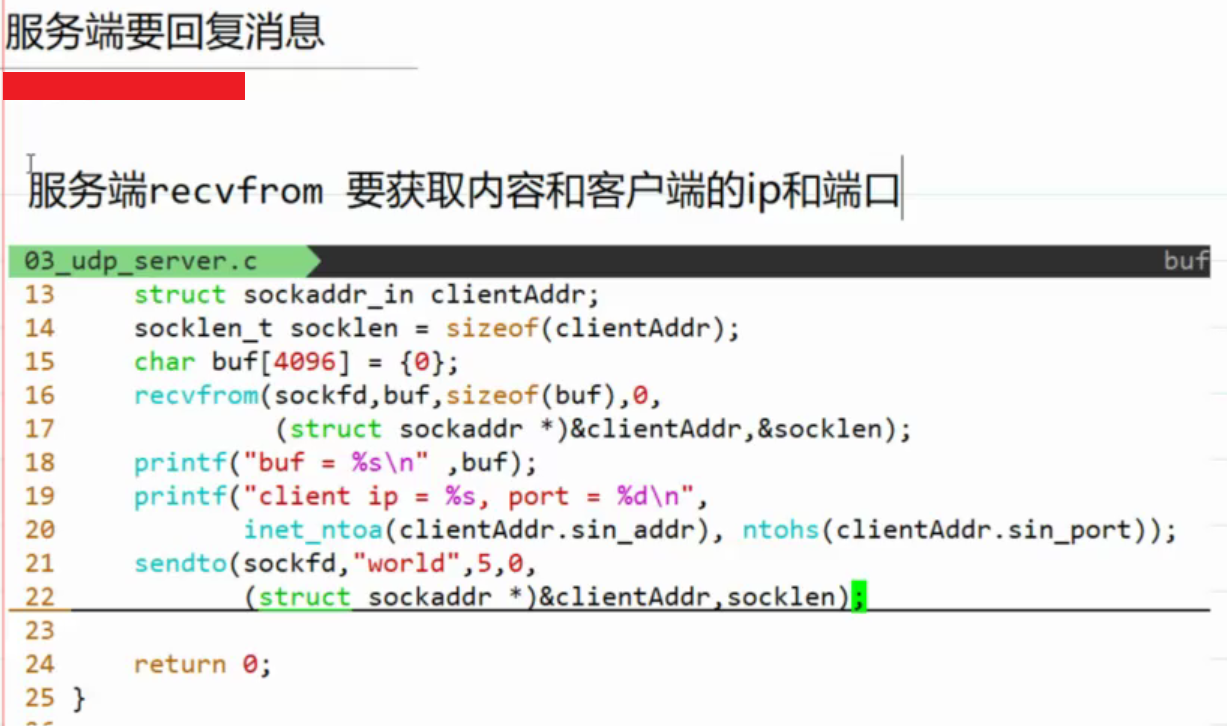 服务端要回复消息
服务端recvfrom 要获取内容和客户端的ip和端口
03_udp_server.c buf
13 struct sockaddr_in clientAddr;
14 socklen_t socklen = sizeof(clientAddr);
15 char buf[4096] = {0};
16 recvfrom(sockfd,buf,sizeof(buf),0,
17 (struct sockaddr *)&clientAddr,&socklen);
18 printf("buf = %s\n" ,buf);
19 printf("client ip = %s, port = %d\n",
20 inet_ntoa(clientAddr.sin_addr), ntohs(clientAddr.sin_port));
21 sendto(sockfd,"world",5,0,
22 (struct sockaddr *)&clientAddr,socklen);
23
24 return 0;
25 }